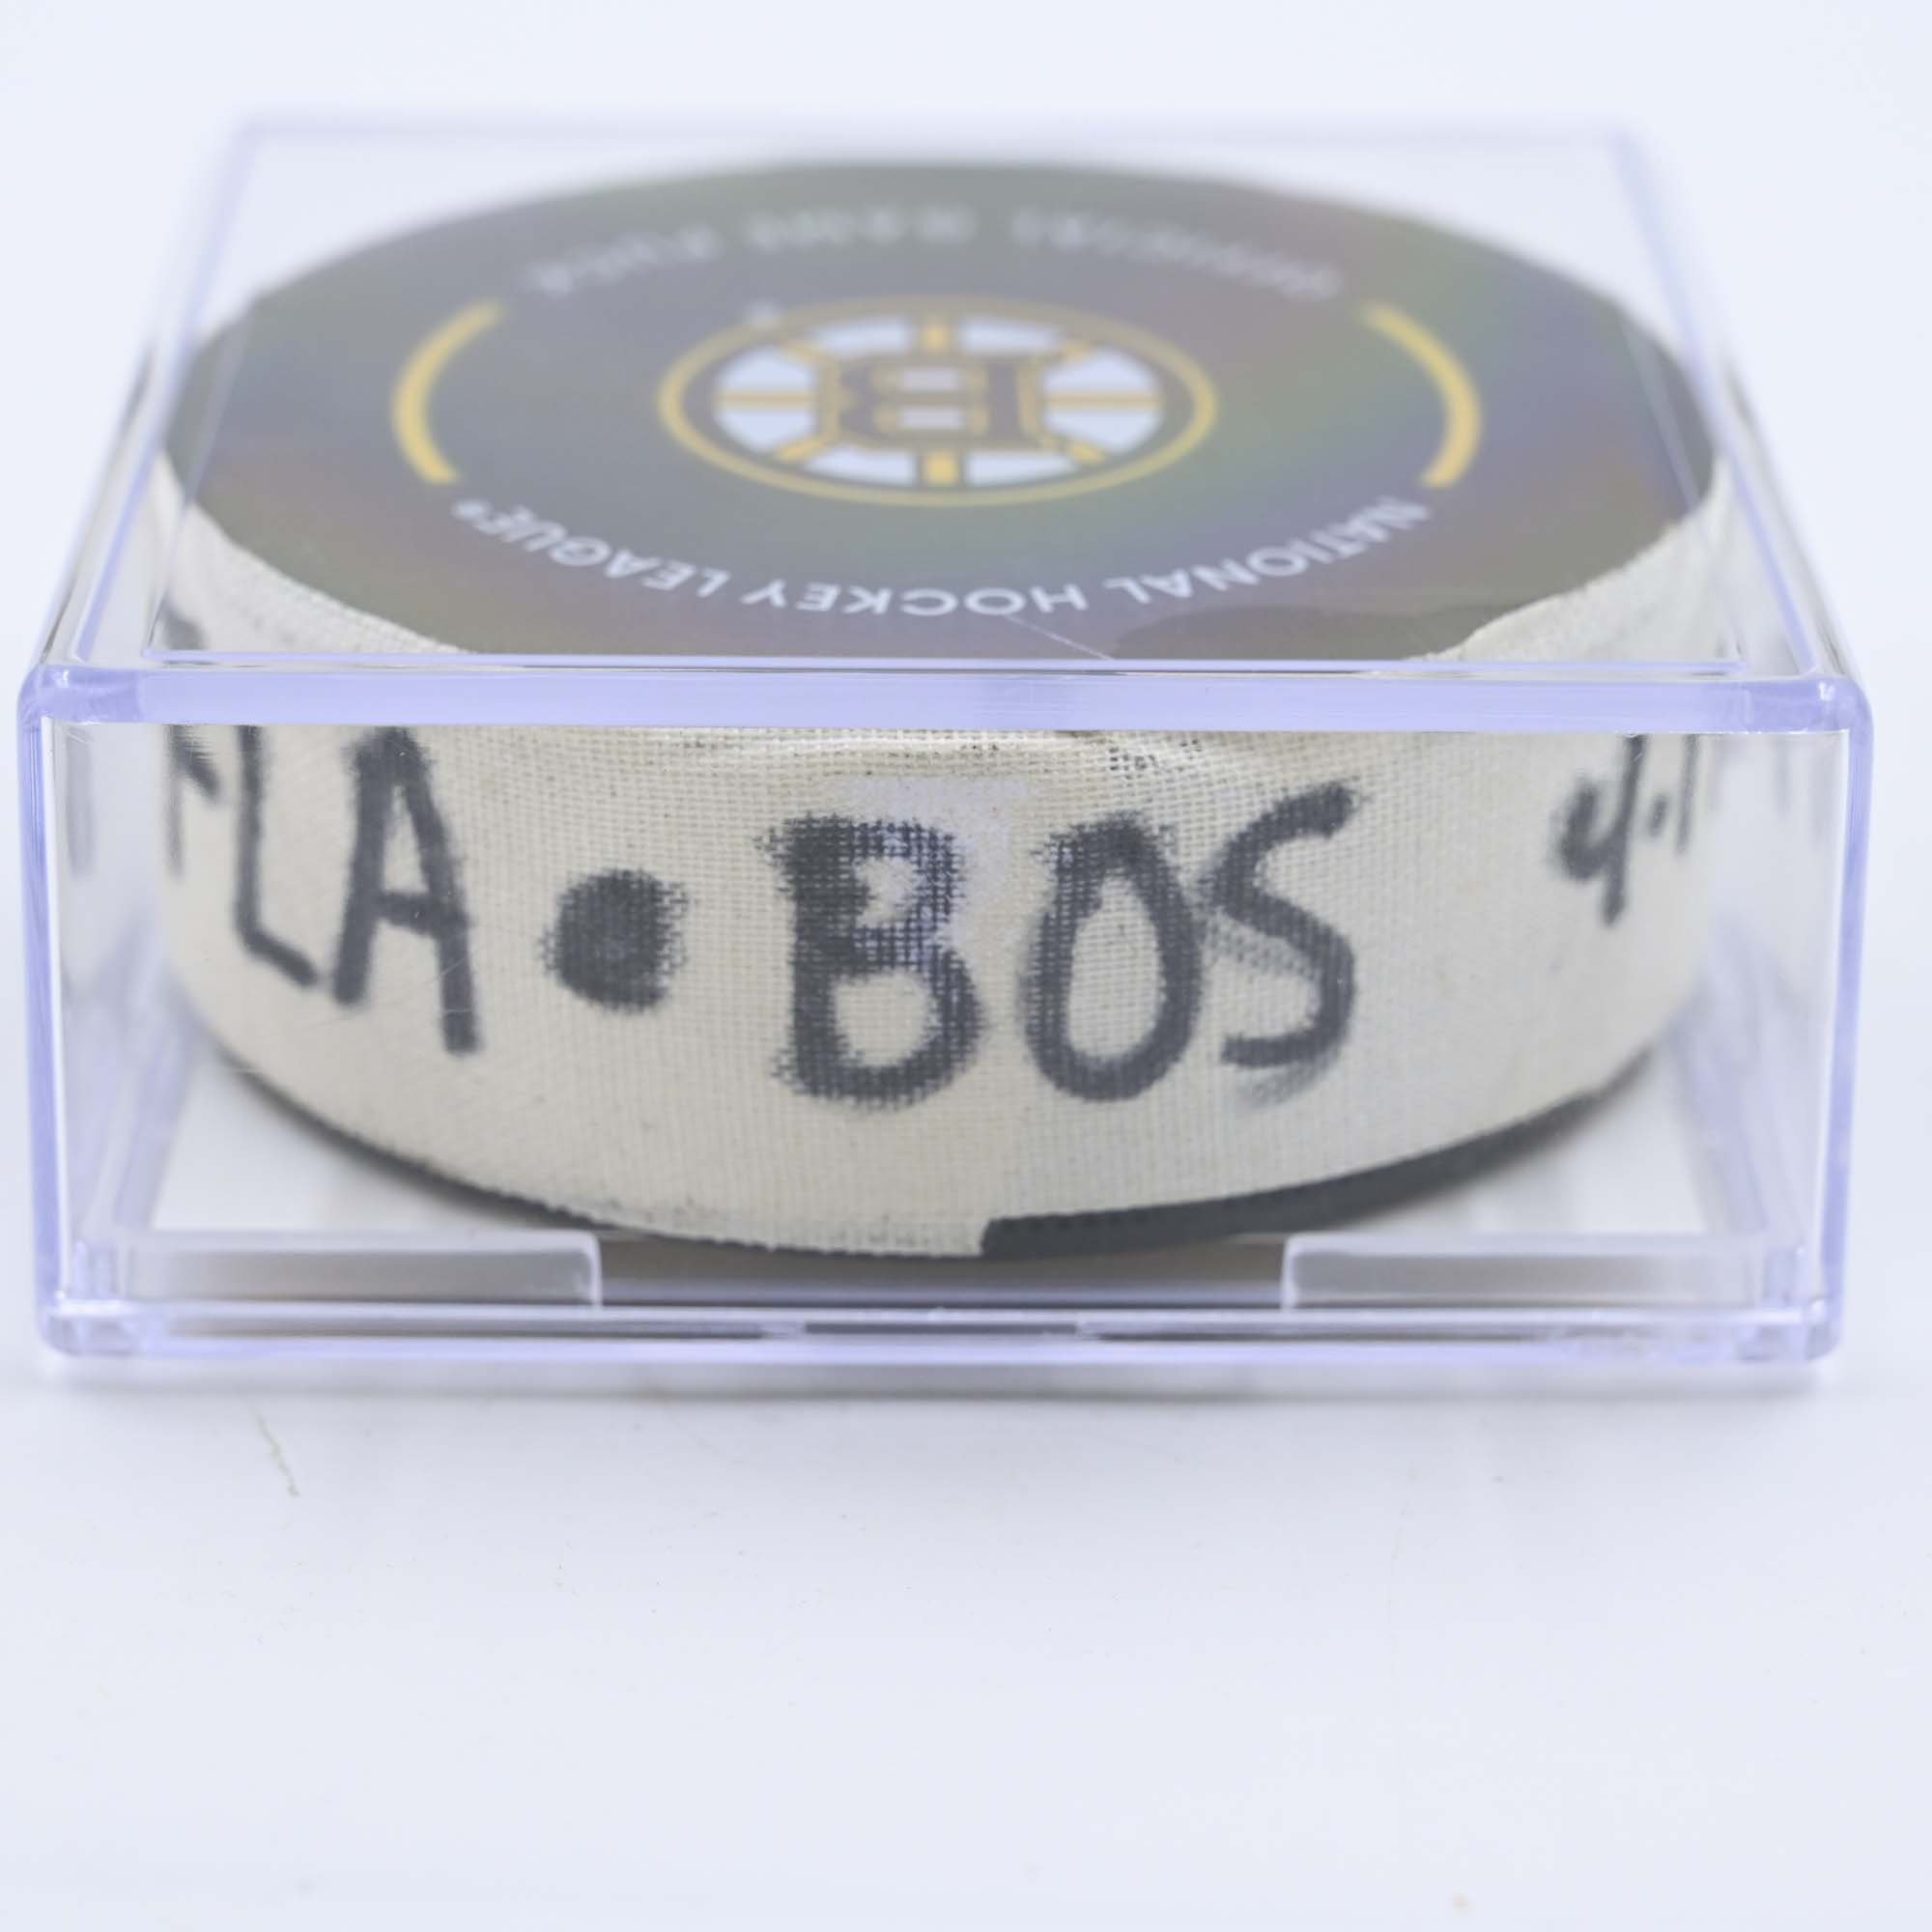 OFFICIAL GAME PUCK
B
NATIONAL HOCKEY LEAGUE®
FLA • BOS